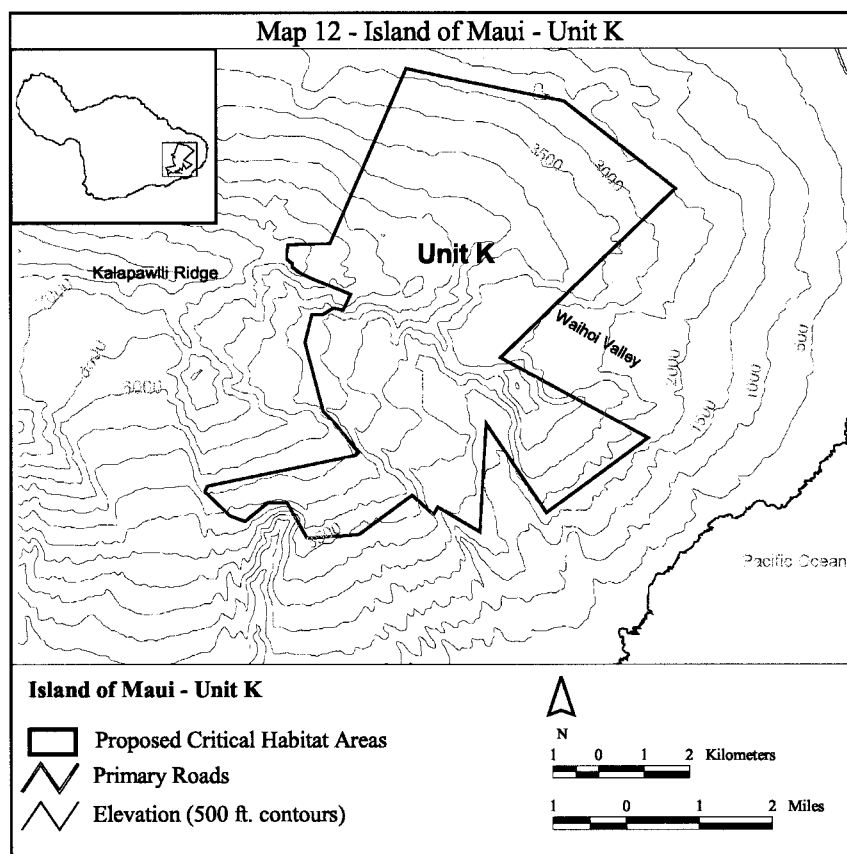 Map 12 - Island of Maui - Unit K
3500
3000
Unit K
Kalapawili Ridge
Waihoi Valley
500
1000
2000
1500
6000
Pacific Ocean
Island of Maui - Unit K
Proposed Critical Habitat Areas
Primary Roads
Elevation (500 ft. contours)
N
1 0 1 2 Kilometers
1 0 1 2 Miles